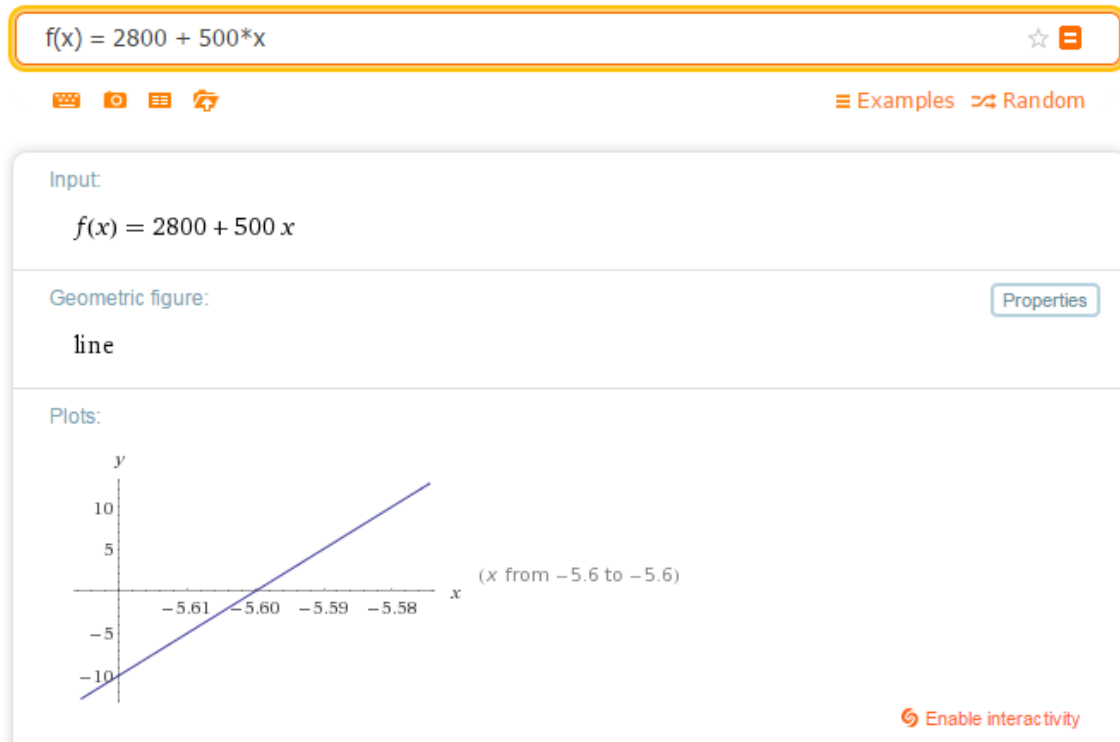 f(x) = 2800 + 500*x
Examples Random
Input:
f(x) = 2800 + 500 x
Geometric figure:
Properties
line
Plots:
y
10
5
(x from −5.6 to −5.6)
x
−5.61 −5.60 −5.59 −5.58
−5
−10
Enable interactivity